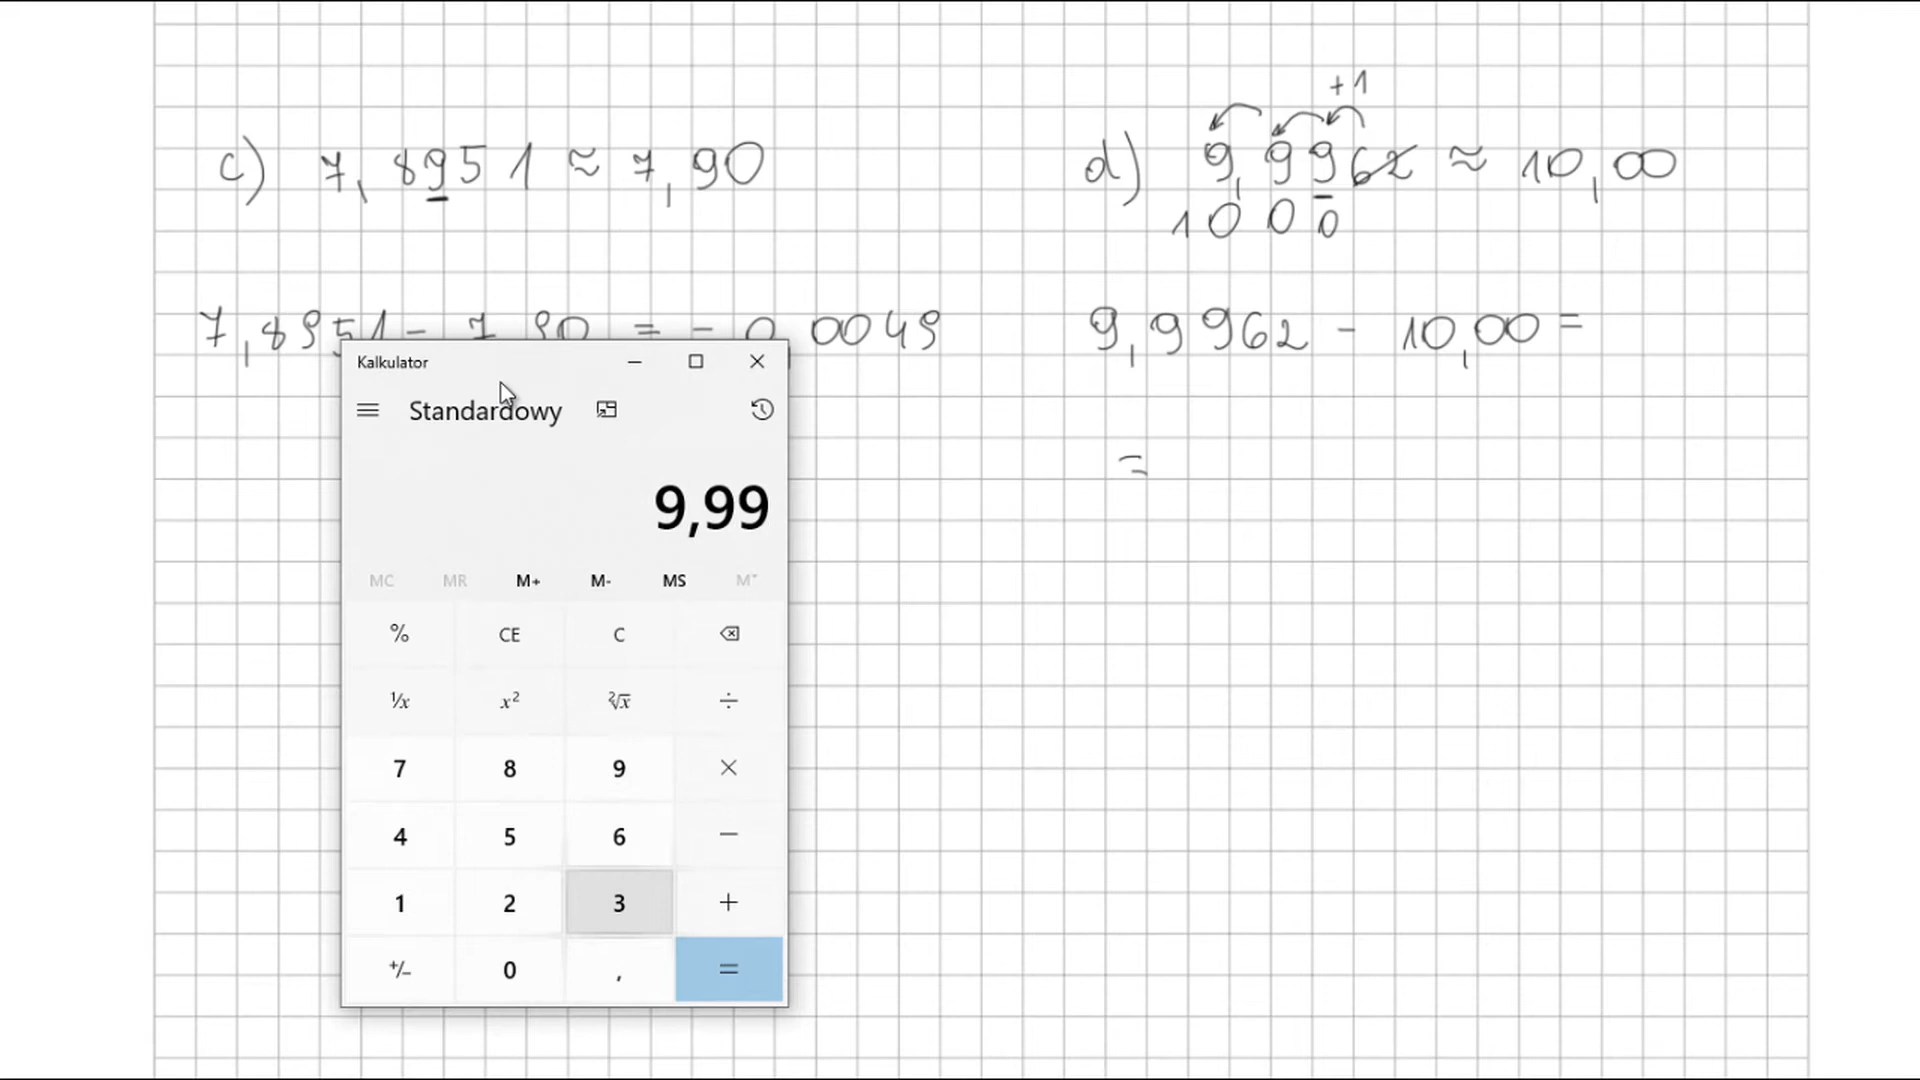 c) 7,8951 ≈ 7,90
+1
d) 9,9962 ≈ 10,00
10 0 0
7,8951 - 7,90 = - 0,0049
9,9962 - 10,00 =
=
Kalkulator
Standardowy
9,99
MC MR M+ M- MS M˅
% CE C
¹/x x² ²√x ÷
7 8 9 ×
4 5 6 −
1 2 3 +
+/− 0 , =